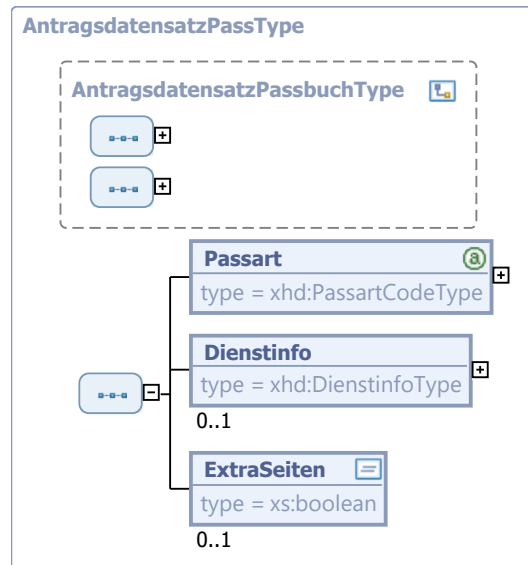 AntragsdatensatzPassType
AntragsdatensatzPassbuchType
Passart
type = xhd:PassartCodeType
Dienstinfo
type = xhd:DienstinfoType
0..1
ExtraSeiten
type = xs:boolean
0..1